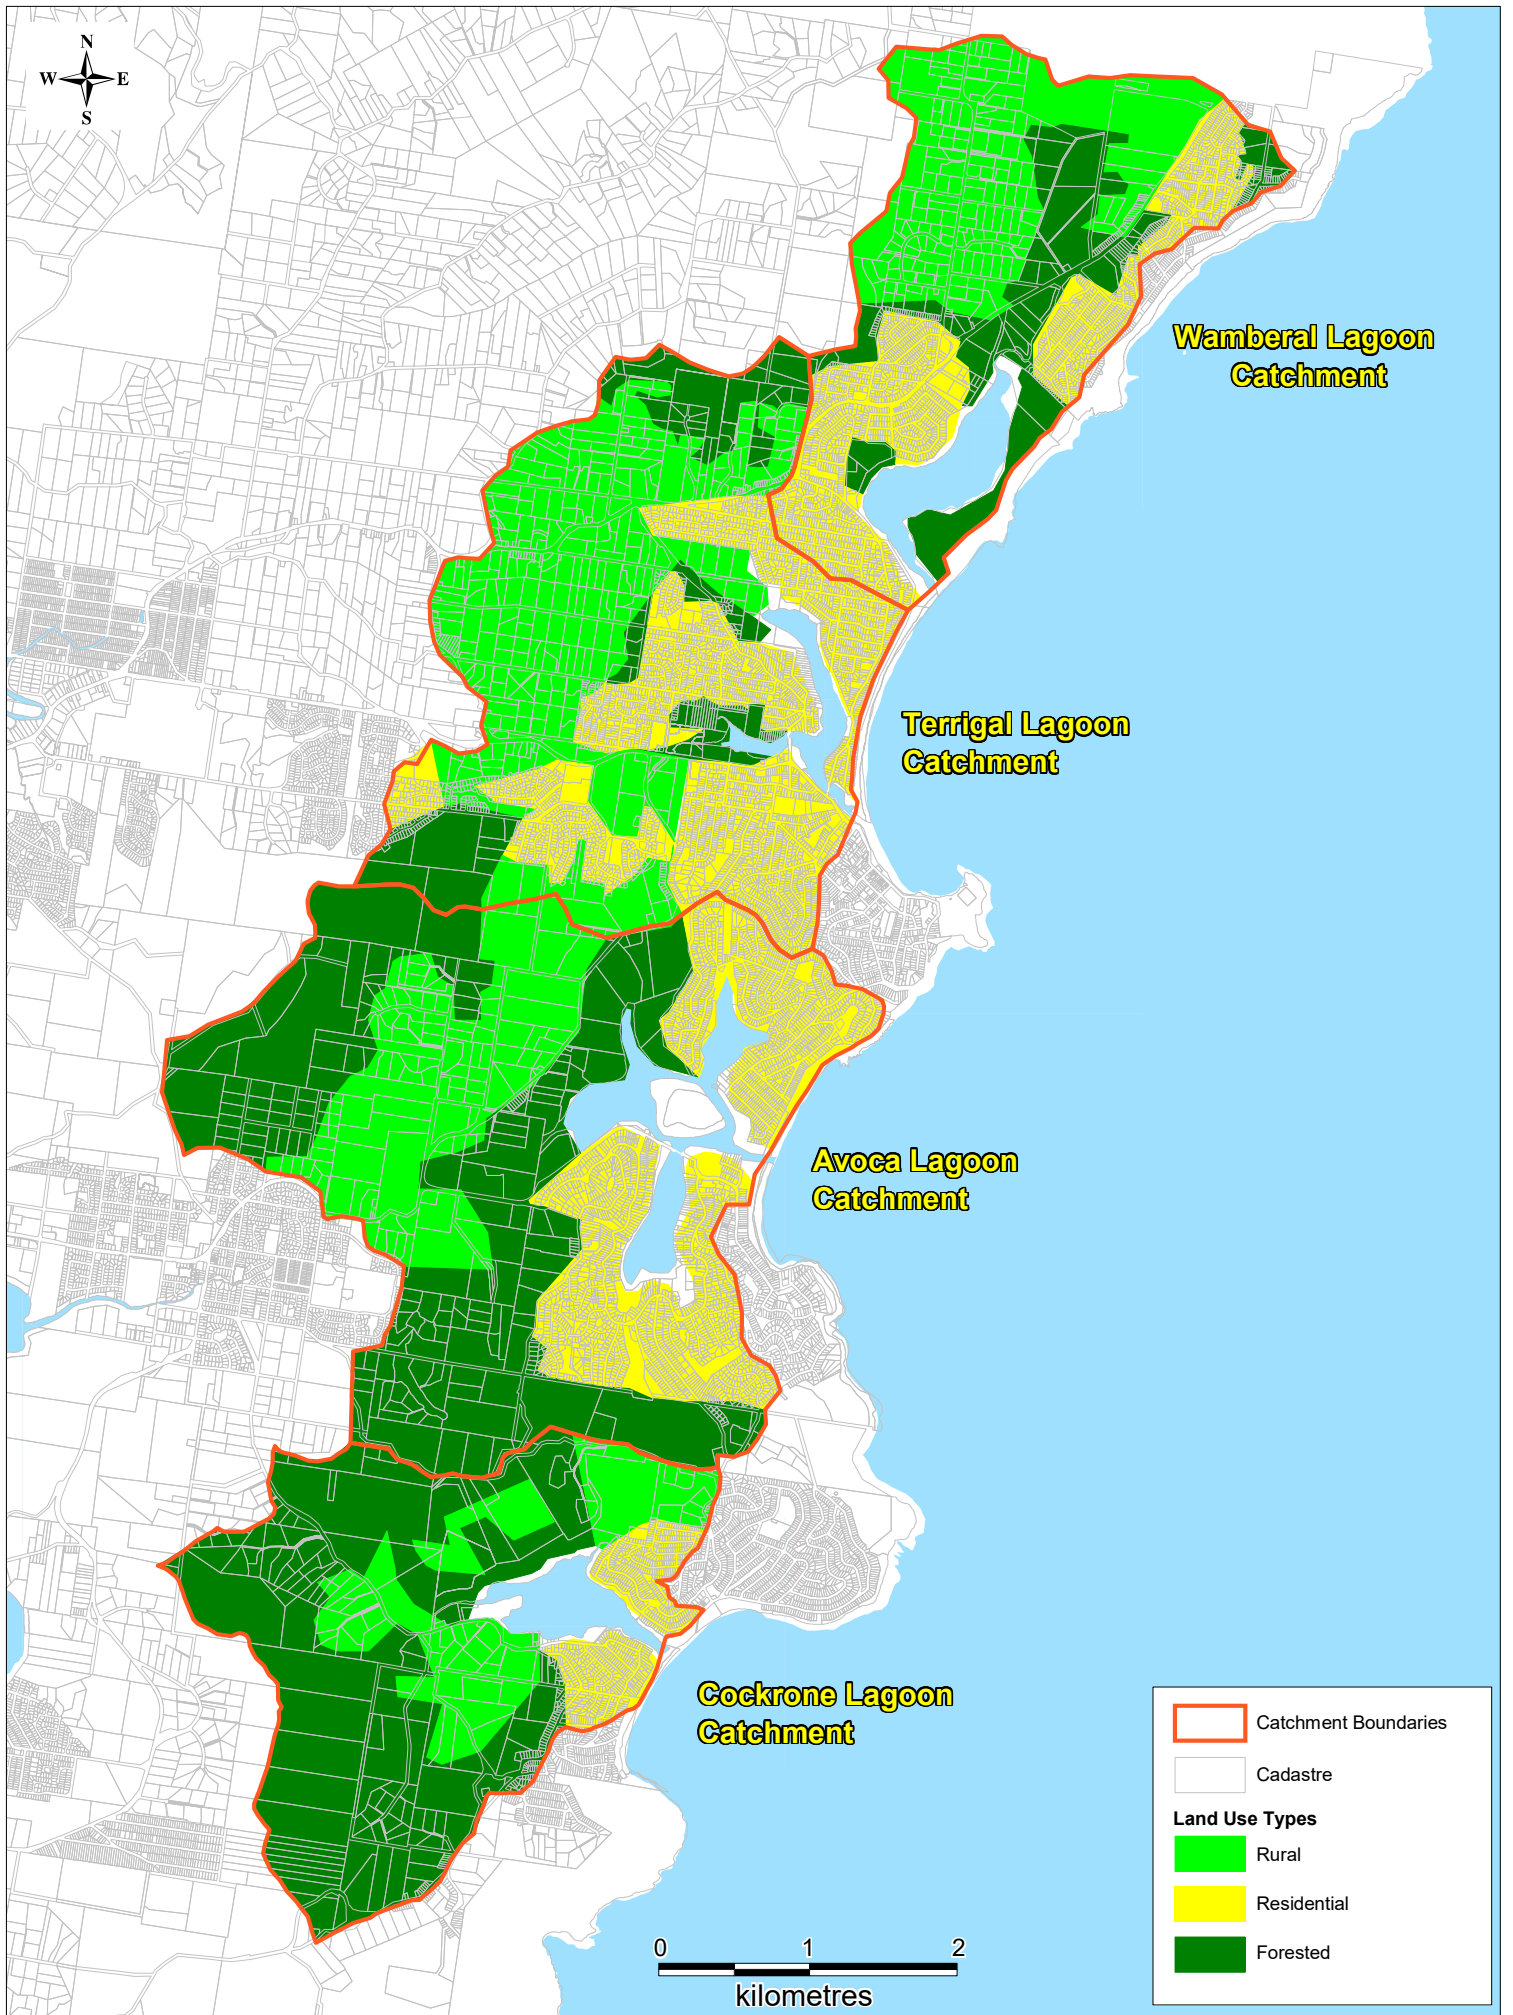 N
W E
S
Wamberal Lagoon
Catchment
Terrigal Lagoon
Catchment
Avoca Lagoon
Catchment
Cockrone Lagoon
Catchment
Catchment Boundaries
Cadastre
Land Use Types
Rural
Residential
Forested
0 1 2
kilometres